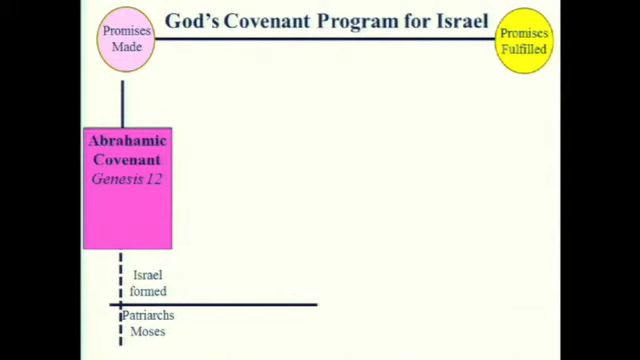 God's Covenant Program for Israel
Promises
Made
Promises
Fulfilled
Abrahamic
Covenant
Genesis 12
Israel
formed
Patriarchs
Moses